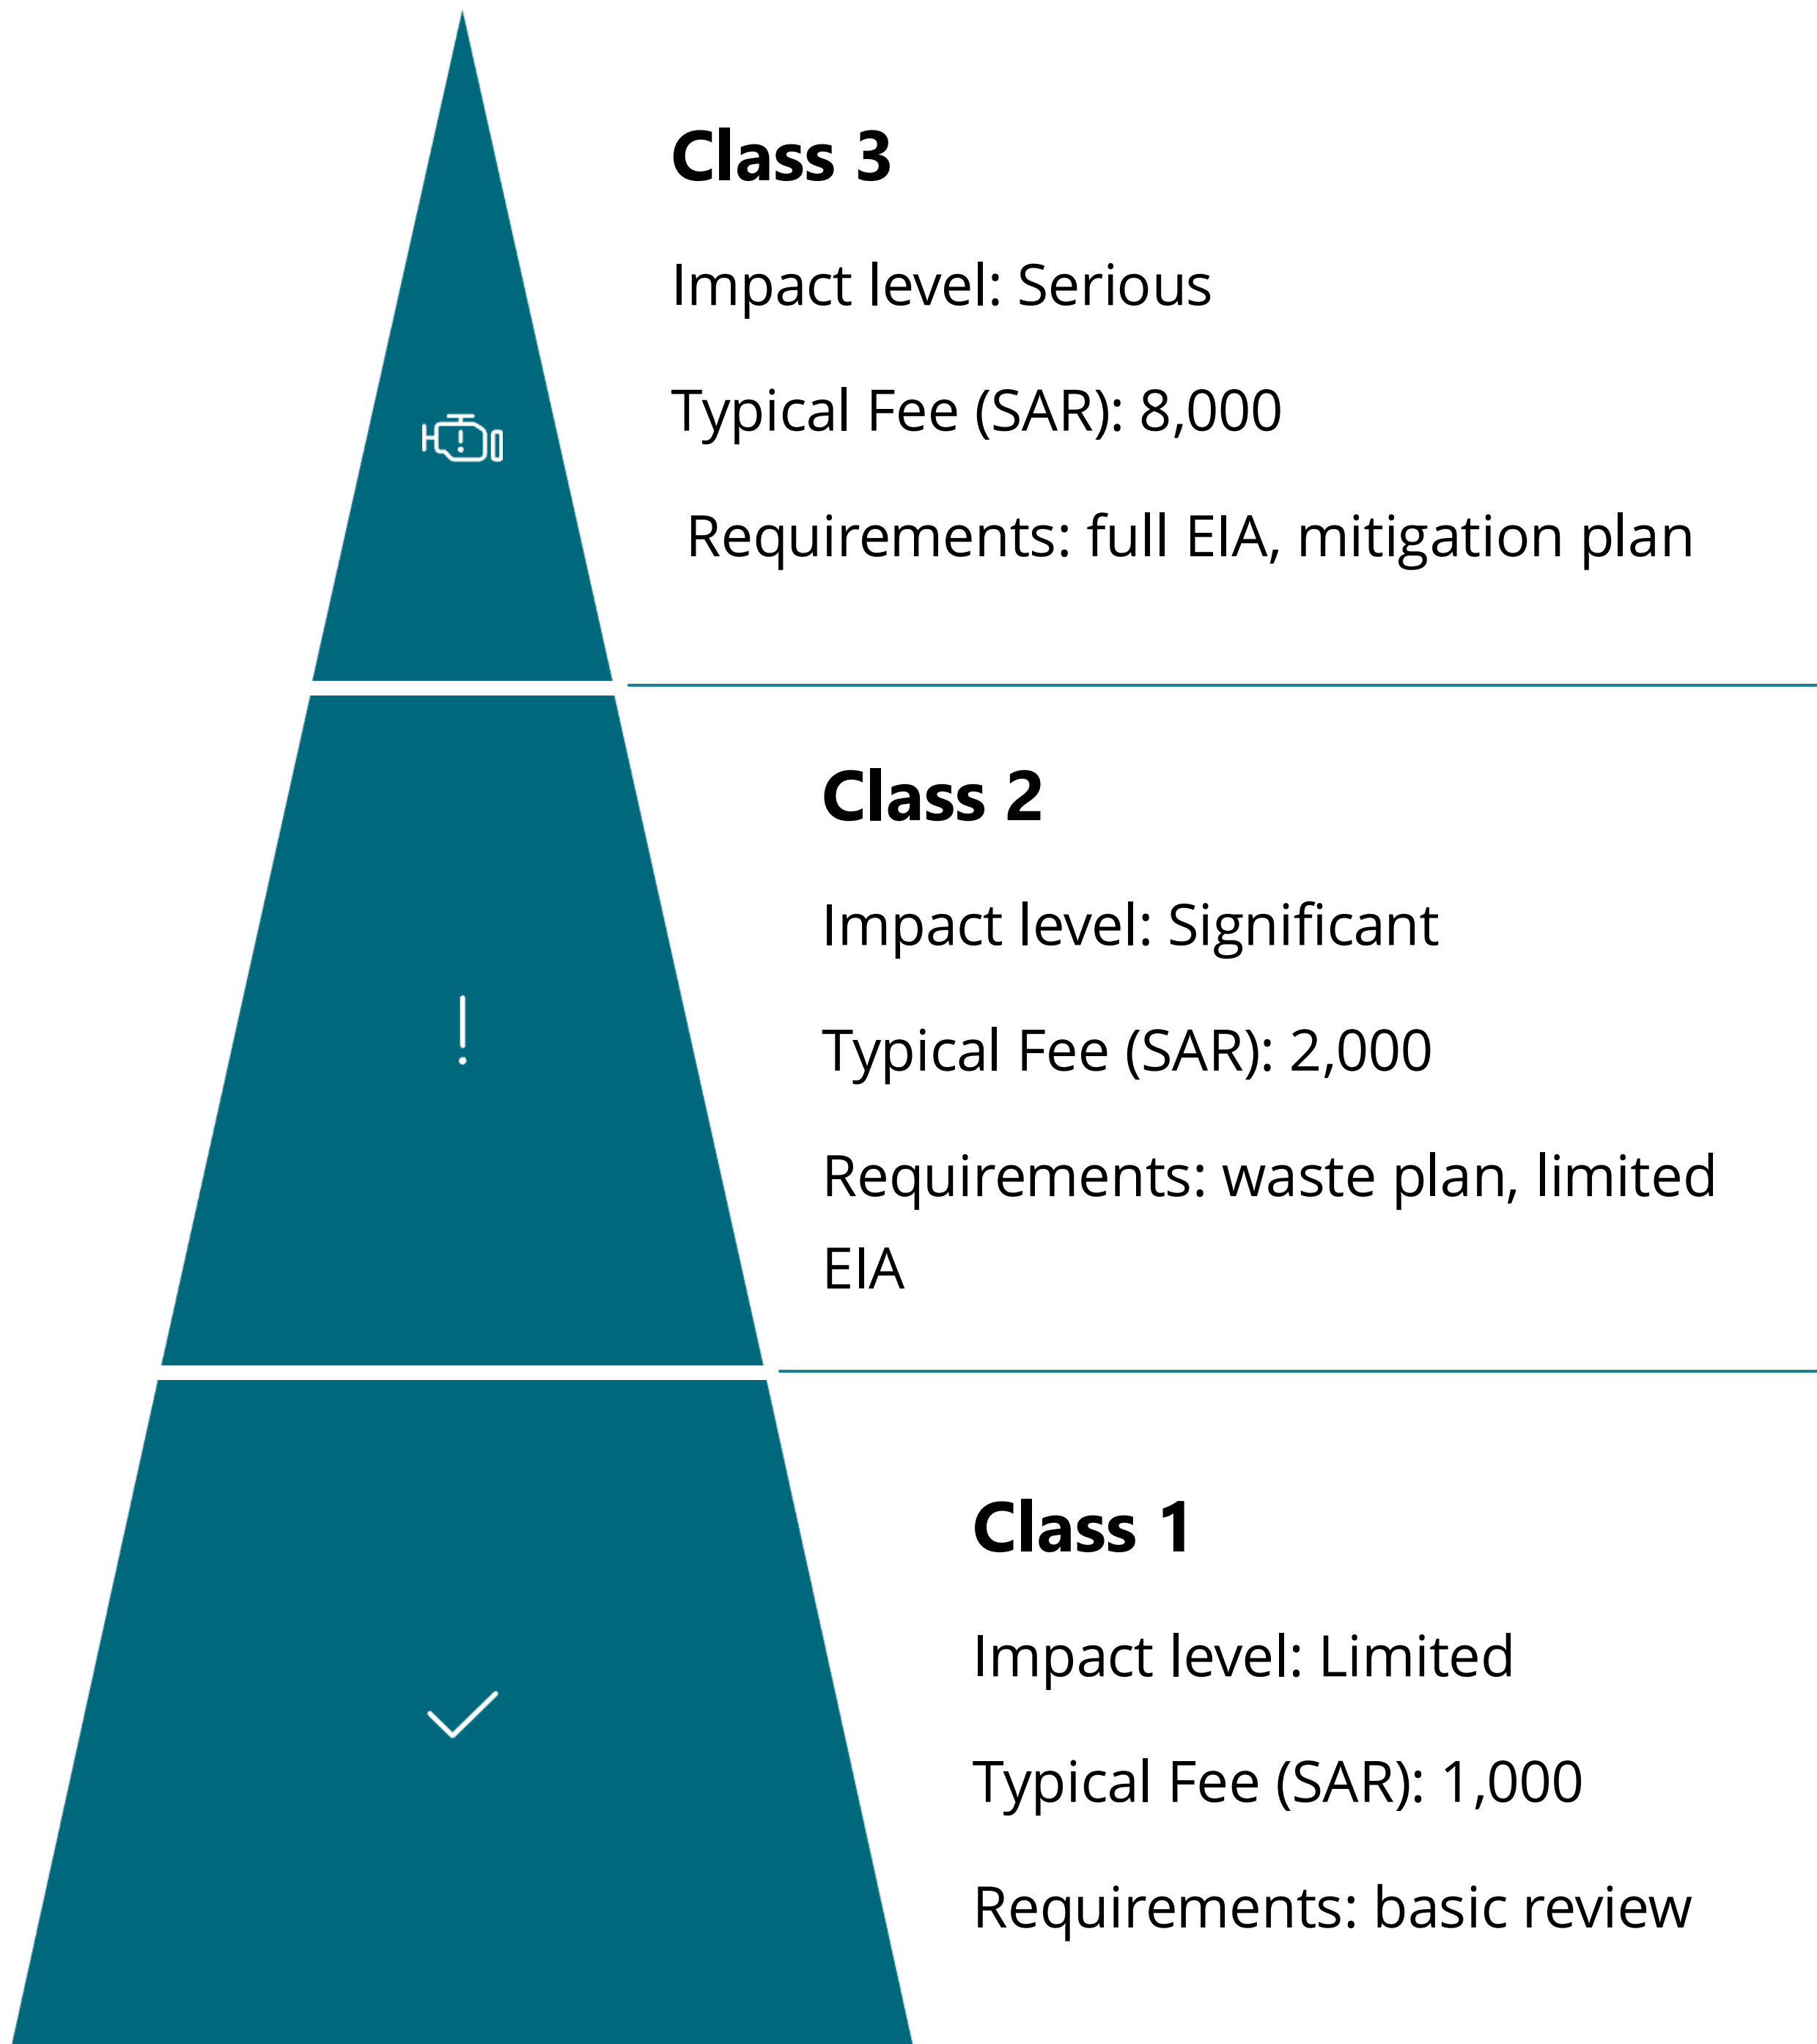 Class 3
Impact level: Serious
Typical Fee (SAR): 8,000
Requirements: full EIA, mitigation plan
Class 2
Impact level: Significant
Typical Fee (SAR): 2,000
Requirements: waste plan, limited
EIA
Class 1
Impact level: Limited
Typical Fee (SAR): 1,000
Requirements: basic review